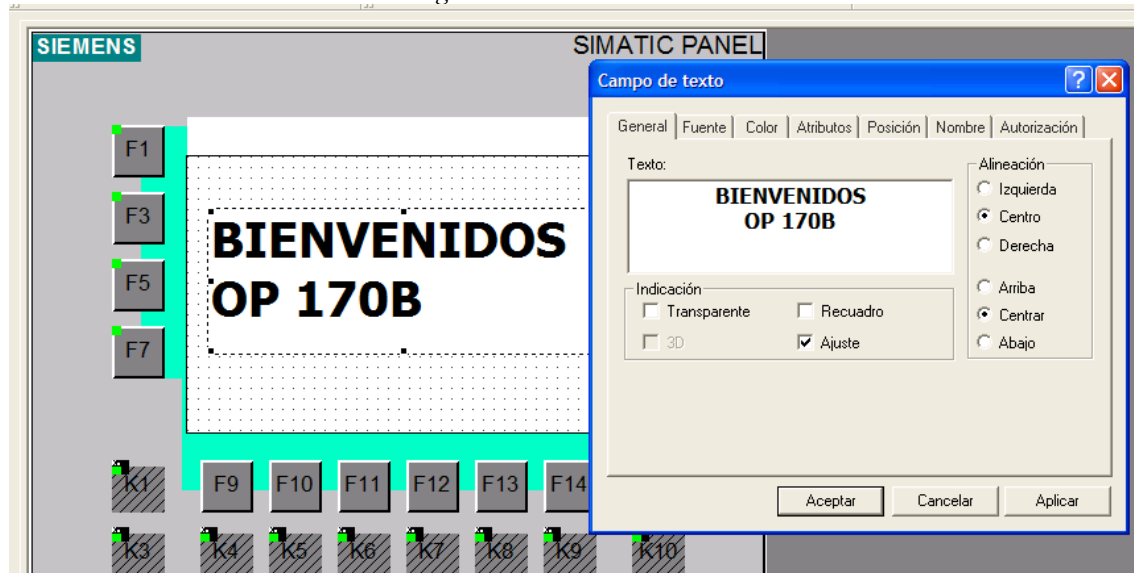 SIEMENS
SIMATIC PANEL
Campo de texto
General Fuente Color Atributos Posición Nombre Autorización
Texto:
BIENVENIDOS
OP 170B
Alineación
Izquierda
Centro
Derecha
Arriba
Centrar
Abajo
Indicación
Transparente
Recuadro
3D
Ajuste
Aceptar
Cancelar
Aplicar
F1
F3
F5
F7
BIENVENIDOS
OP 170B
K1
F9 F10 F11 F12 F13 F14
K3 K4 K5 K6 K7 K8 K9 K10